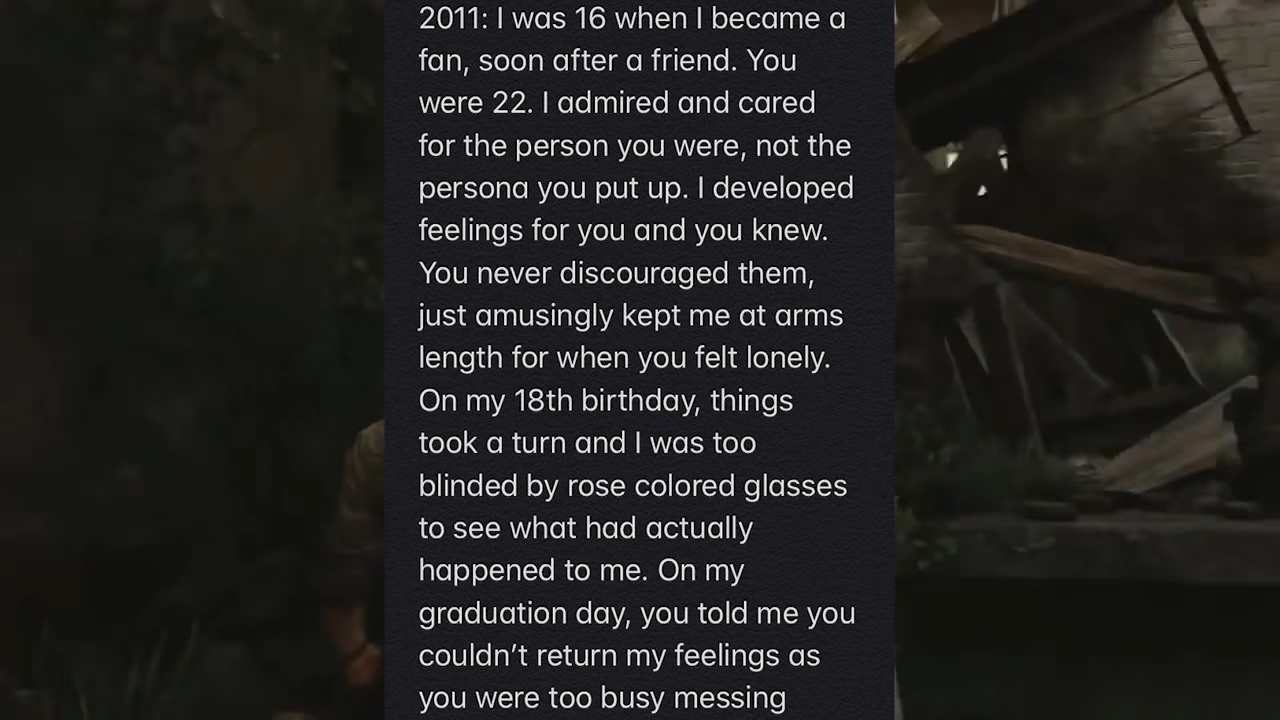 2011: I was 16 when I became a
fan, soon after a friend. You
were 22. I admired and cared
for the person you were, not the
persona you put up. I developed
feelings for you and you knew.
You never discouraged them,
just amusingly kept me at arms
length for when you felt lonely.
On my 18th birthday, things
took a turn and I was too
blinded by rose colored glasses
to see what had actually
happened to me. On my
graduation day, you told me you
couldn’t return my feelings as
you were too busy messing